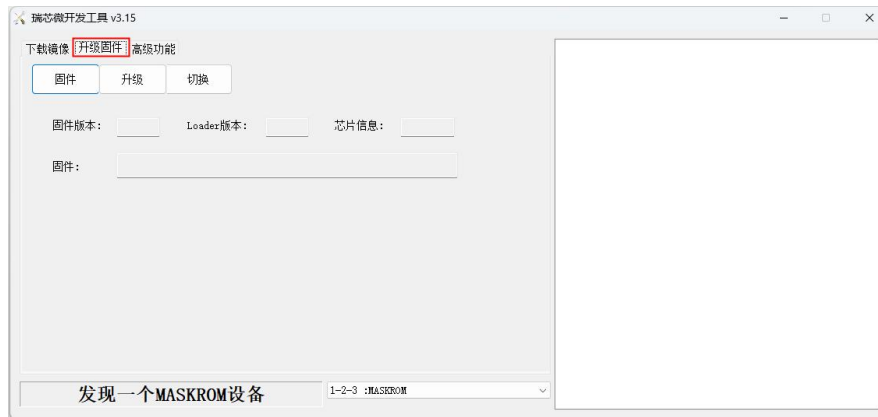 瑞芯微开发工具 v3.15
下载镜像 升级固件 高级功能
固件 升级 切换
固件版本： Loader版本： 芯片信息：
固件：
发现一个MASKROM设备 1-2-3 :MASKROM